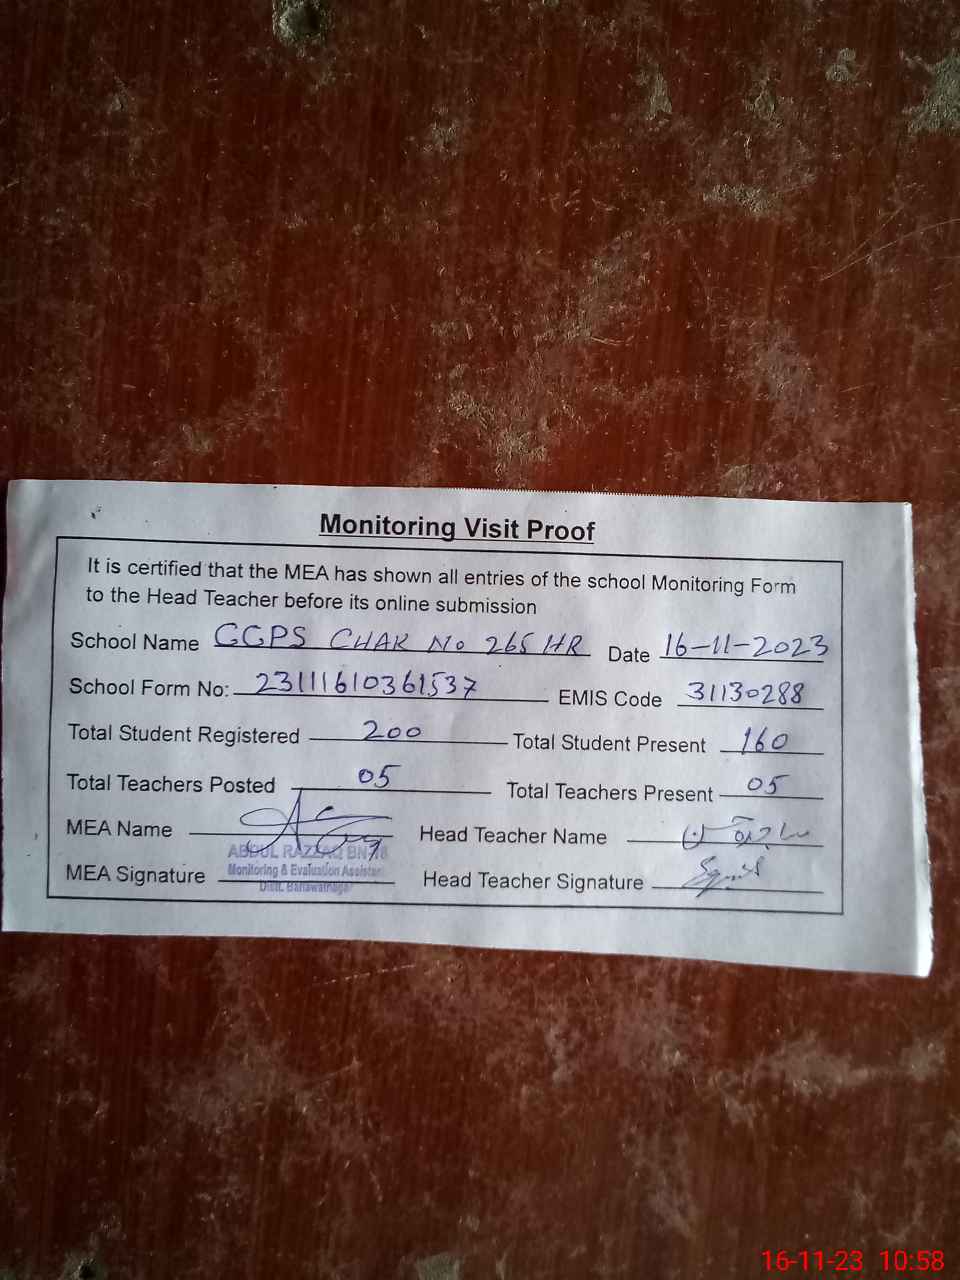 Monitoring Visit Proof
It is certified that the MEA has shown all entries of the school Monitoring Form
to the Head Teacher before its online submission
School Name GGPS CHAK No 265 HR Date 16-11-2023
School Form No: 23111610361537 EMIS Code 31130288
Total Student Registered 200 Total Student Present 160
Total Teachers Posted 05 Total Teachers Present 05
MEA Name Head Teacher Name
ABDUL RAZZAQ
MEA Signature Monitoring & Evaluation Assistant Head Teacher Signature
Distt. Bahawalnagar
16-11-23 10:58